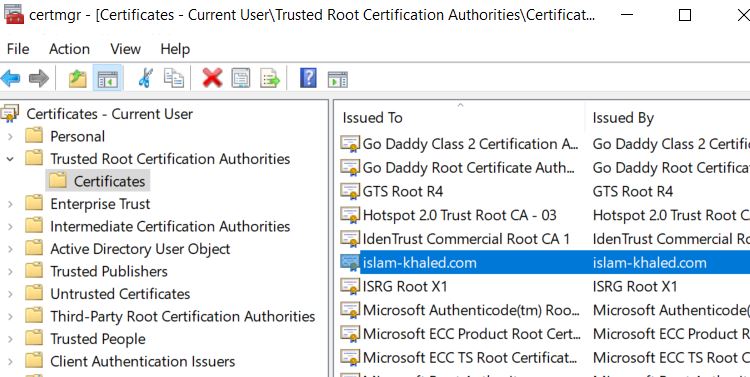 certmgr - [Certificates - Current User\Trusted Root Certification Authorities\Certificat...
File Action View Help
Certificates - Current User
Personal
Trusted Root Certification Authorities
Certificates
Enterprise Trust
Intermediate Certification Authorities
Active Directory User Object
Trusted Publishers
Untrusted Certificates
Third-Party Root Certification Authorities
Trusted People
Client Authentication Issuers
Issued To Issued By
Go Daddy Class 2 Certification A... Go Daddy Class 2 Certific
Go Daddy Root Certificate Auth... Go Daddy Root Certifica
GTS Root R4 GTS Root R4
Hotspot 2.0 Trust Root CA - 03 Hotspot 2.0 Trust Root C
IdenTrust Commercial Root CA 1 IdenTrust Commercial Ro
islam-khaled.com islam-khaled.com
ISRG Root X1 ISRG Root X1
Microsoft Authenticode(tm) Roo... Microsoft Authenticode(
Microsoft ECC Product Root Cert... Microsoft ECC Product R
Microsoft ECC TS Root Certificat... Microsoft ECC TS Root C